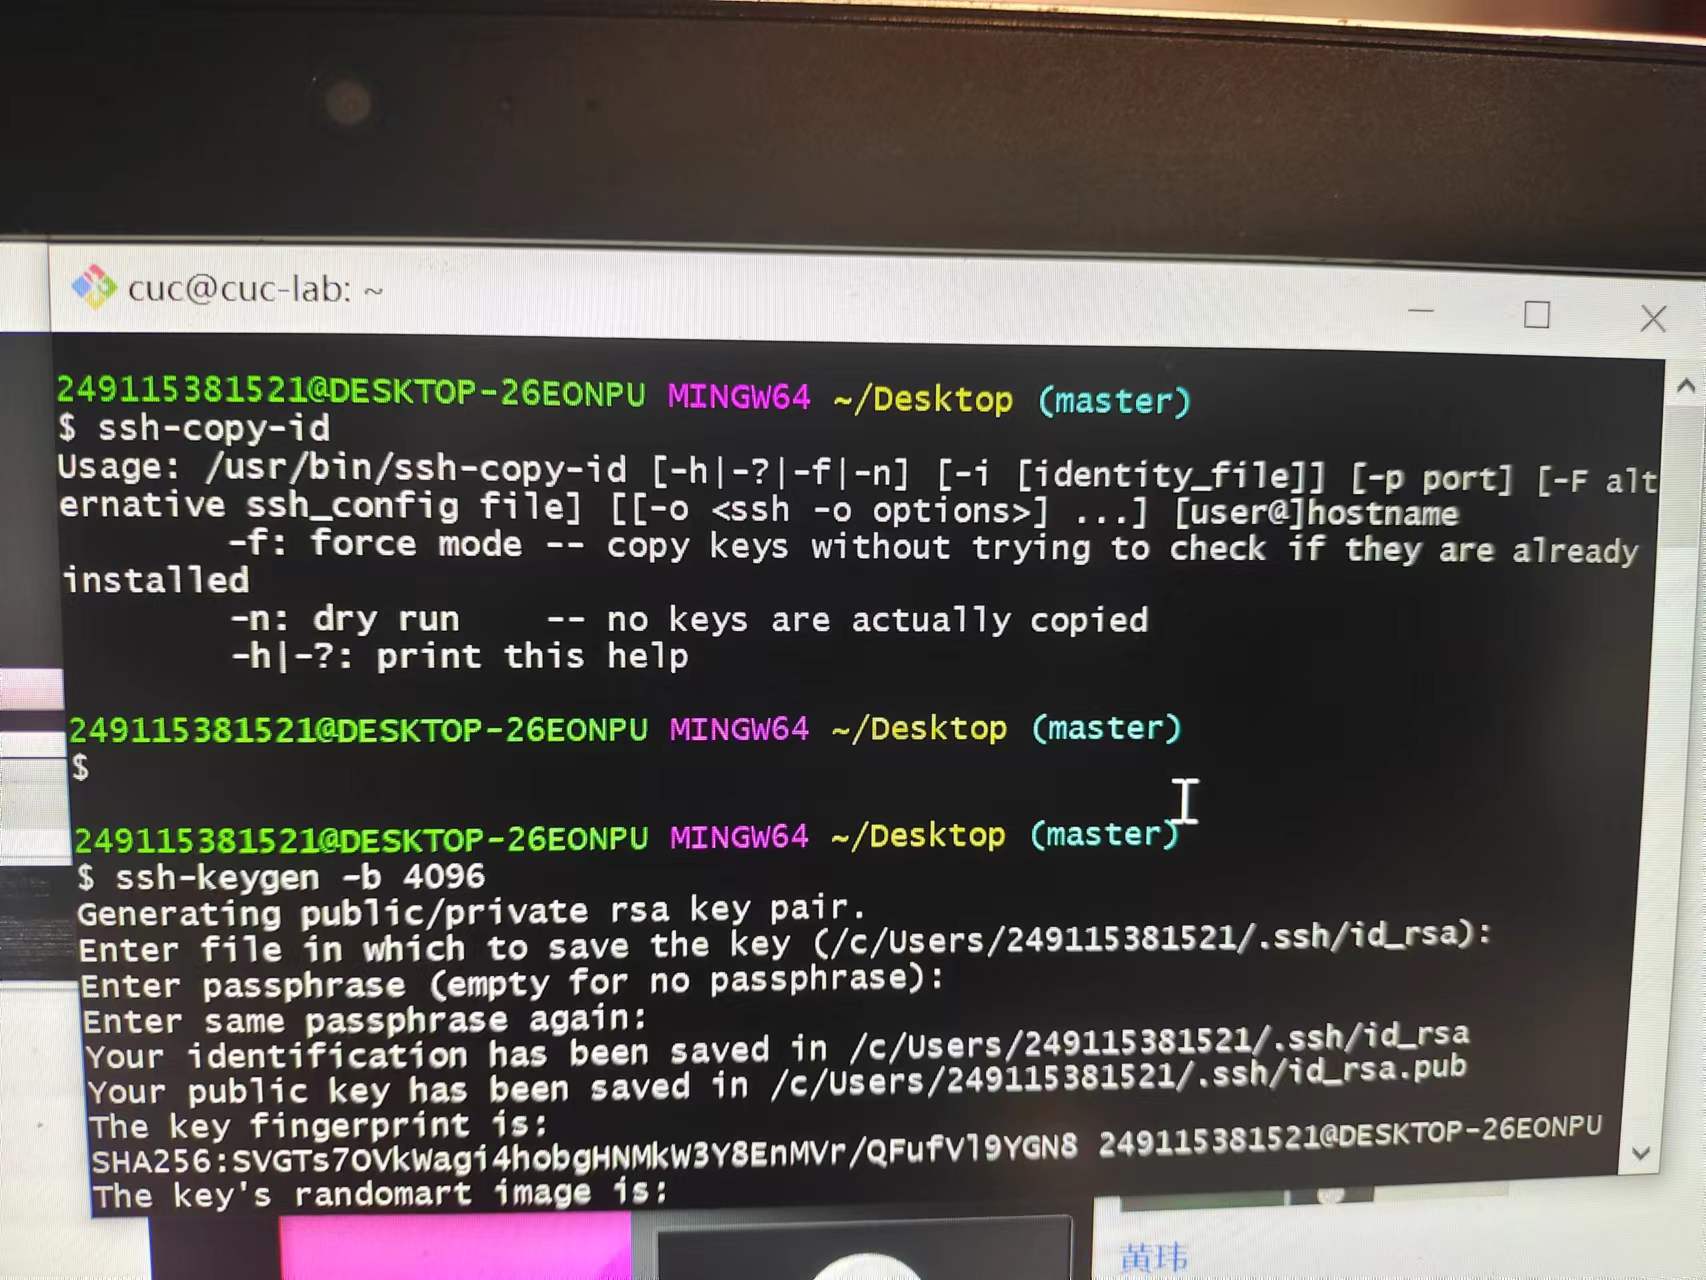 cuc@cuc-lab: ~
249115381521@DESKTOP-26EONPU MINGW64 ~/Desktop (master)
$ ssh-copy-id
Usage: /usr/bin/ssh-copy-id [-h|-?|-f|-n] [-i [identity_file]] [-p port] [-F alt
ernative ssh_config file] [[-o <ssh -o options>] ...] [user@]hostname
-f: force mode -- copy keys without trying to check if they are already
installed
-n: dry run    -- no keys are actually copied
-h|-?: print this help
249115381521@DESKTOP-26EONPU MINGW64 ~/Desktop (master)
$
249115381521@DESKTOP-26EONPU MINGW64 ~/Desktop (master)
$ ssh-keygen -b 4096
Generating public/private rsa key pair.
Enter file in which to save the key (/c/Users/249115381521/.ssh/id_rsa):
Enter passphrase (empty for no passphrase):
Enter same passphrase again:
Your identification has been saved in /c/Users/249115381521/.ssh/id_rsa
Your public key has been saved in /c/Users/249115381521/.ssh/id_rsa.pub
The key fingerprint is:
SHA256:SVGTs7OVkWagi4hobgHNMkW3Y8EnMVr/QFufVl9YGN8 249115381521@DESKTOP-26EONPU
The key's randomart image is:
黄玮